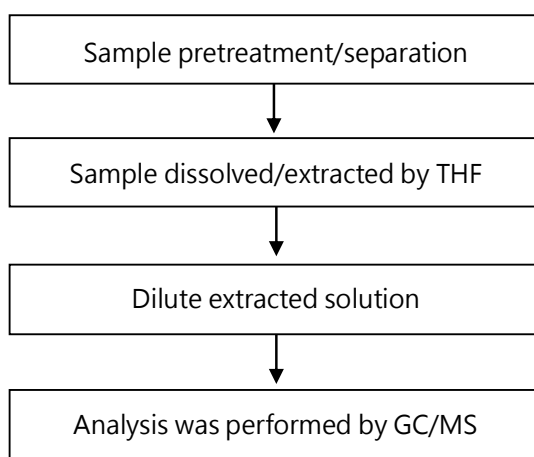 Sample pretreatment/separation
Sample dissolved/extracted by THF
Dilute extracted solution
Analysis was performed by GC/MS